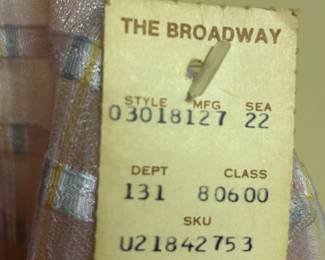 THE BROADWAY
STYLE MFG SEA
03018127 22
DEPT CLASS
131 80600
SKU
U21842753